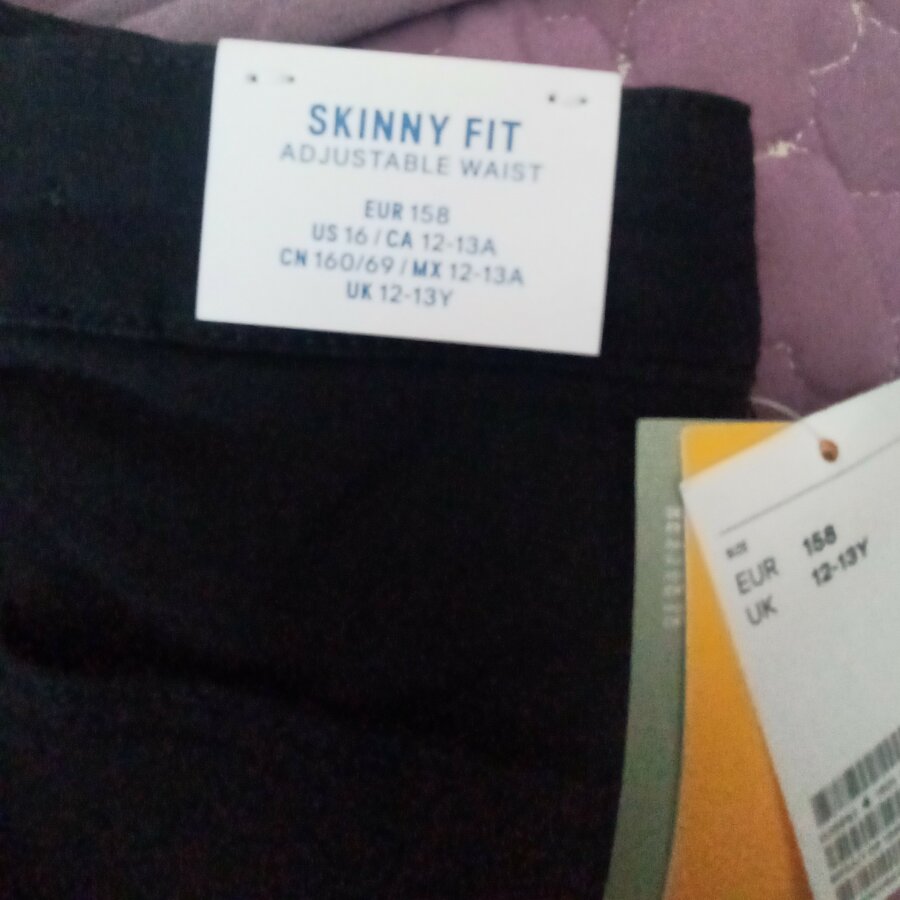 SKINNY FIT
ADJUSTABLE WAIST
EUR 158
US 16 / CA 12-13A
CN 160/69 / MX 12-13A
UK 12-13Y
SIZE
EUR 158
UK 12-13Y